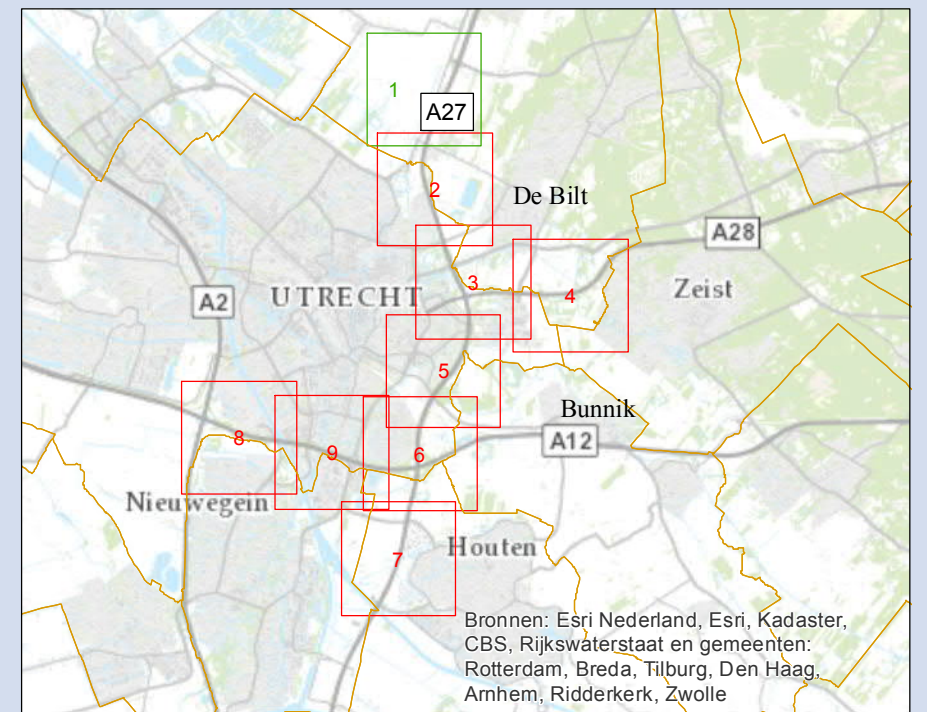 1
A27
2
De Bilt
A28
3
4
Zeist
A2
UTRECHT
5
Bunnik
A12
8
9
6
Nieuwegein
Houten
7
Bronnen: Esri Nederland, Esri, Kadaster,
CBS, Rijkswaterstaat en gemeenten:
Rotterdam, Breda, Tilburg, Den Haag,
Arnhem, Ridderkerk, Zwolle